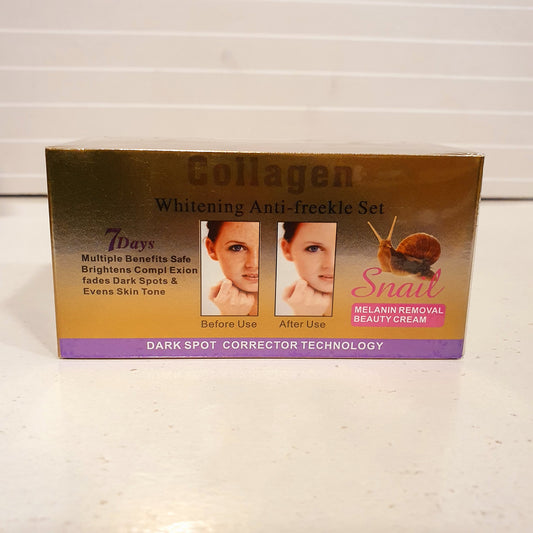 Collagen
Whitening Anti-freekle Set
7Days
Multiple Benefits Safe
Brightens Compl Exion
fades Dark Spots &
Evens Skin Tone
Before Use
After Use
Snail
MELANIN REMOVAL
BEAUTY CREAM
DARK SPOT CORRECTOR TECHNOLOGY